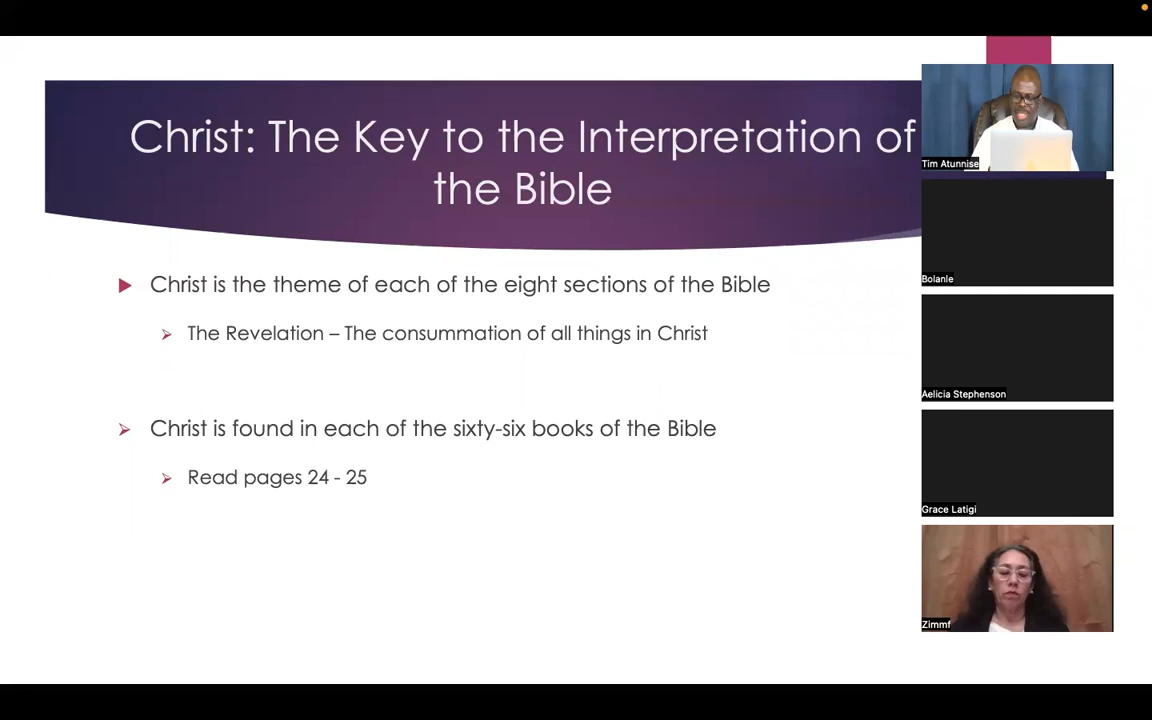 Christ: The Key to the Interpretation of
the Bible
Christ is the theme of each of the eight sections of the Bible
The Revelation – The consummation of all things in Christ
Christ is found in each of the sixty-six books of the Bible
Read pages 24 - 25
Tim Atunnise
Bolanle
Aelicia Stephenson
Grace Latigi
Zimmf